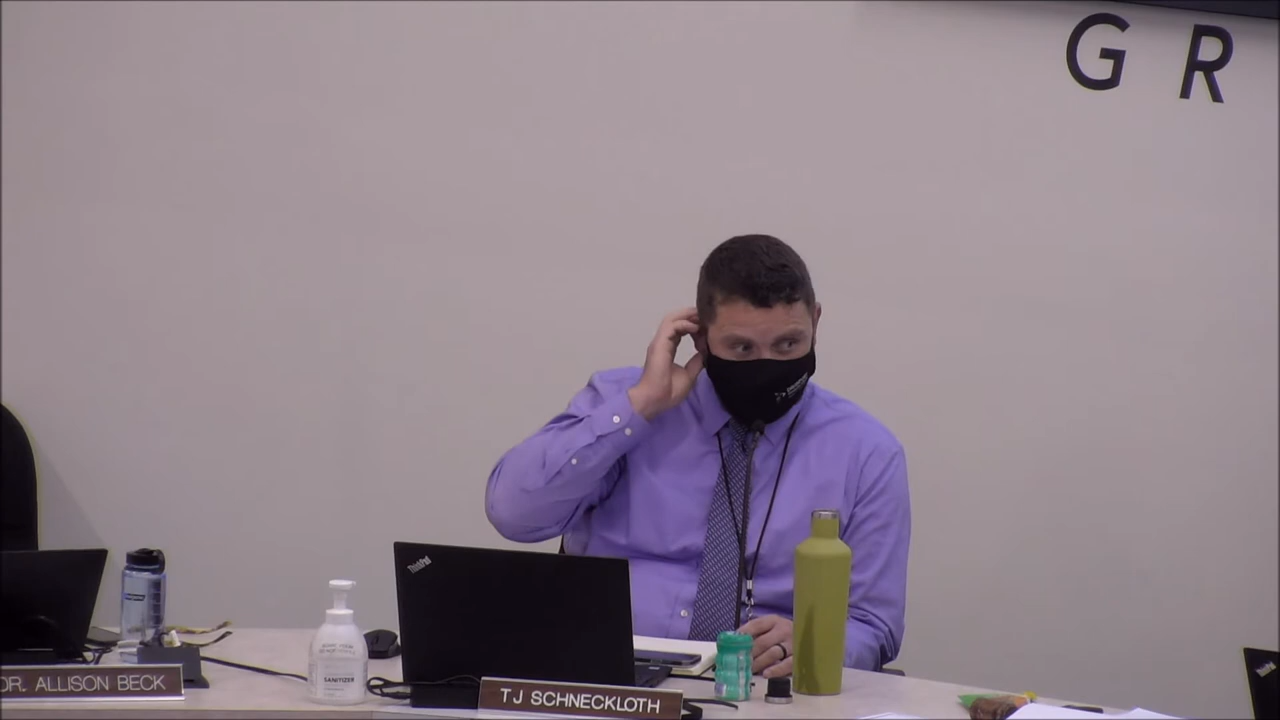 G R
ThinkPad
SANITIZER
DR. ALLISON BECK
TJ SCHNECKLOTH